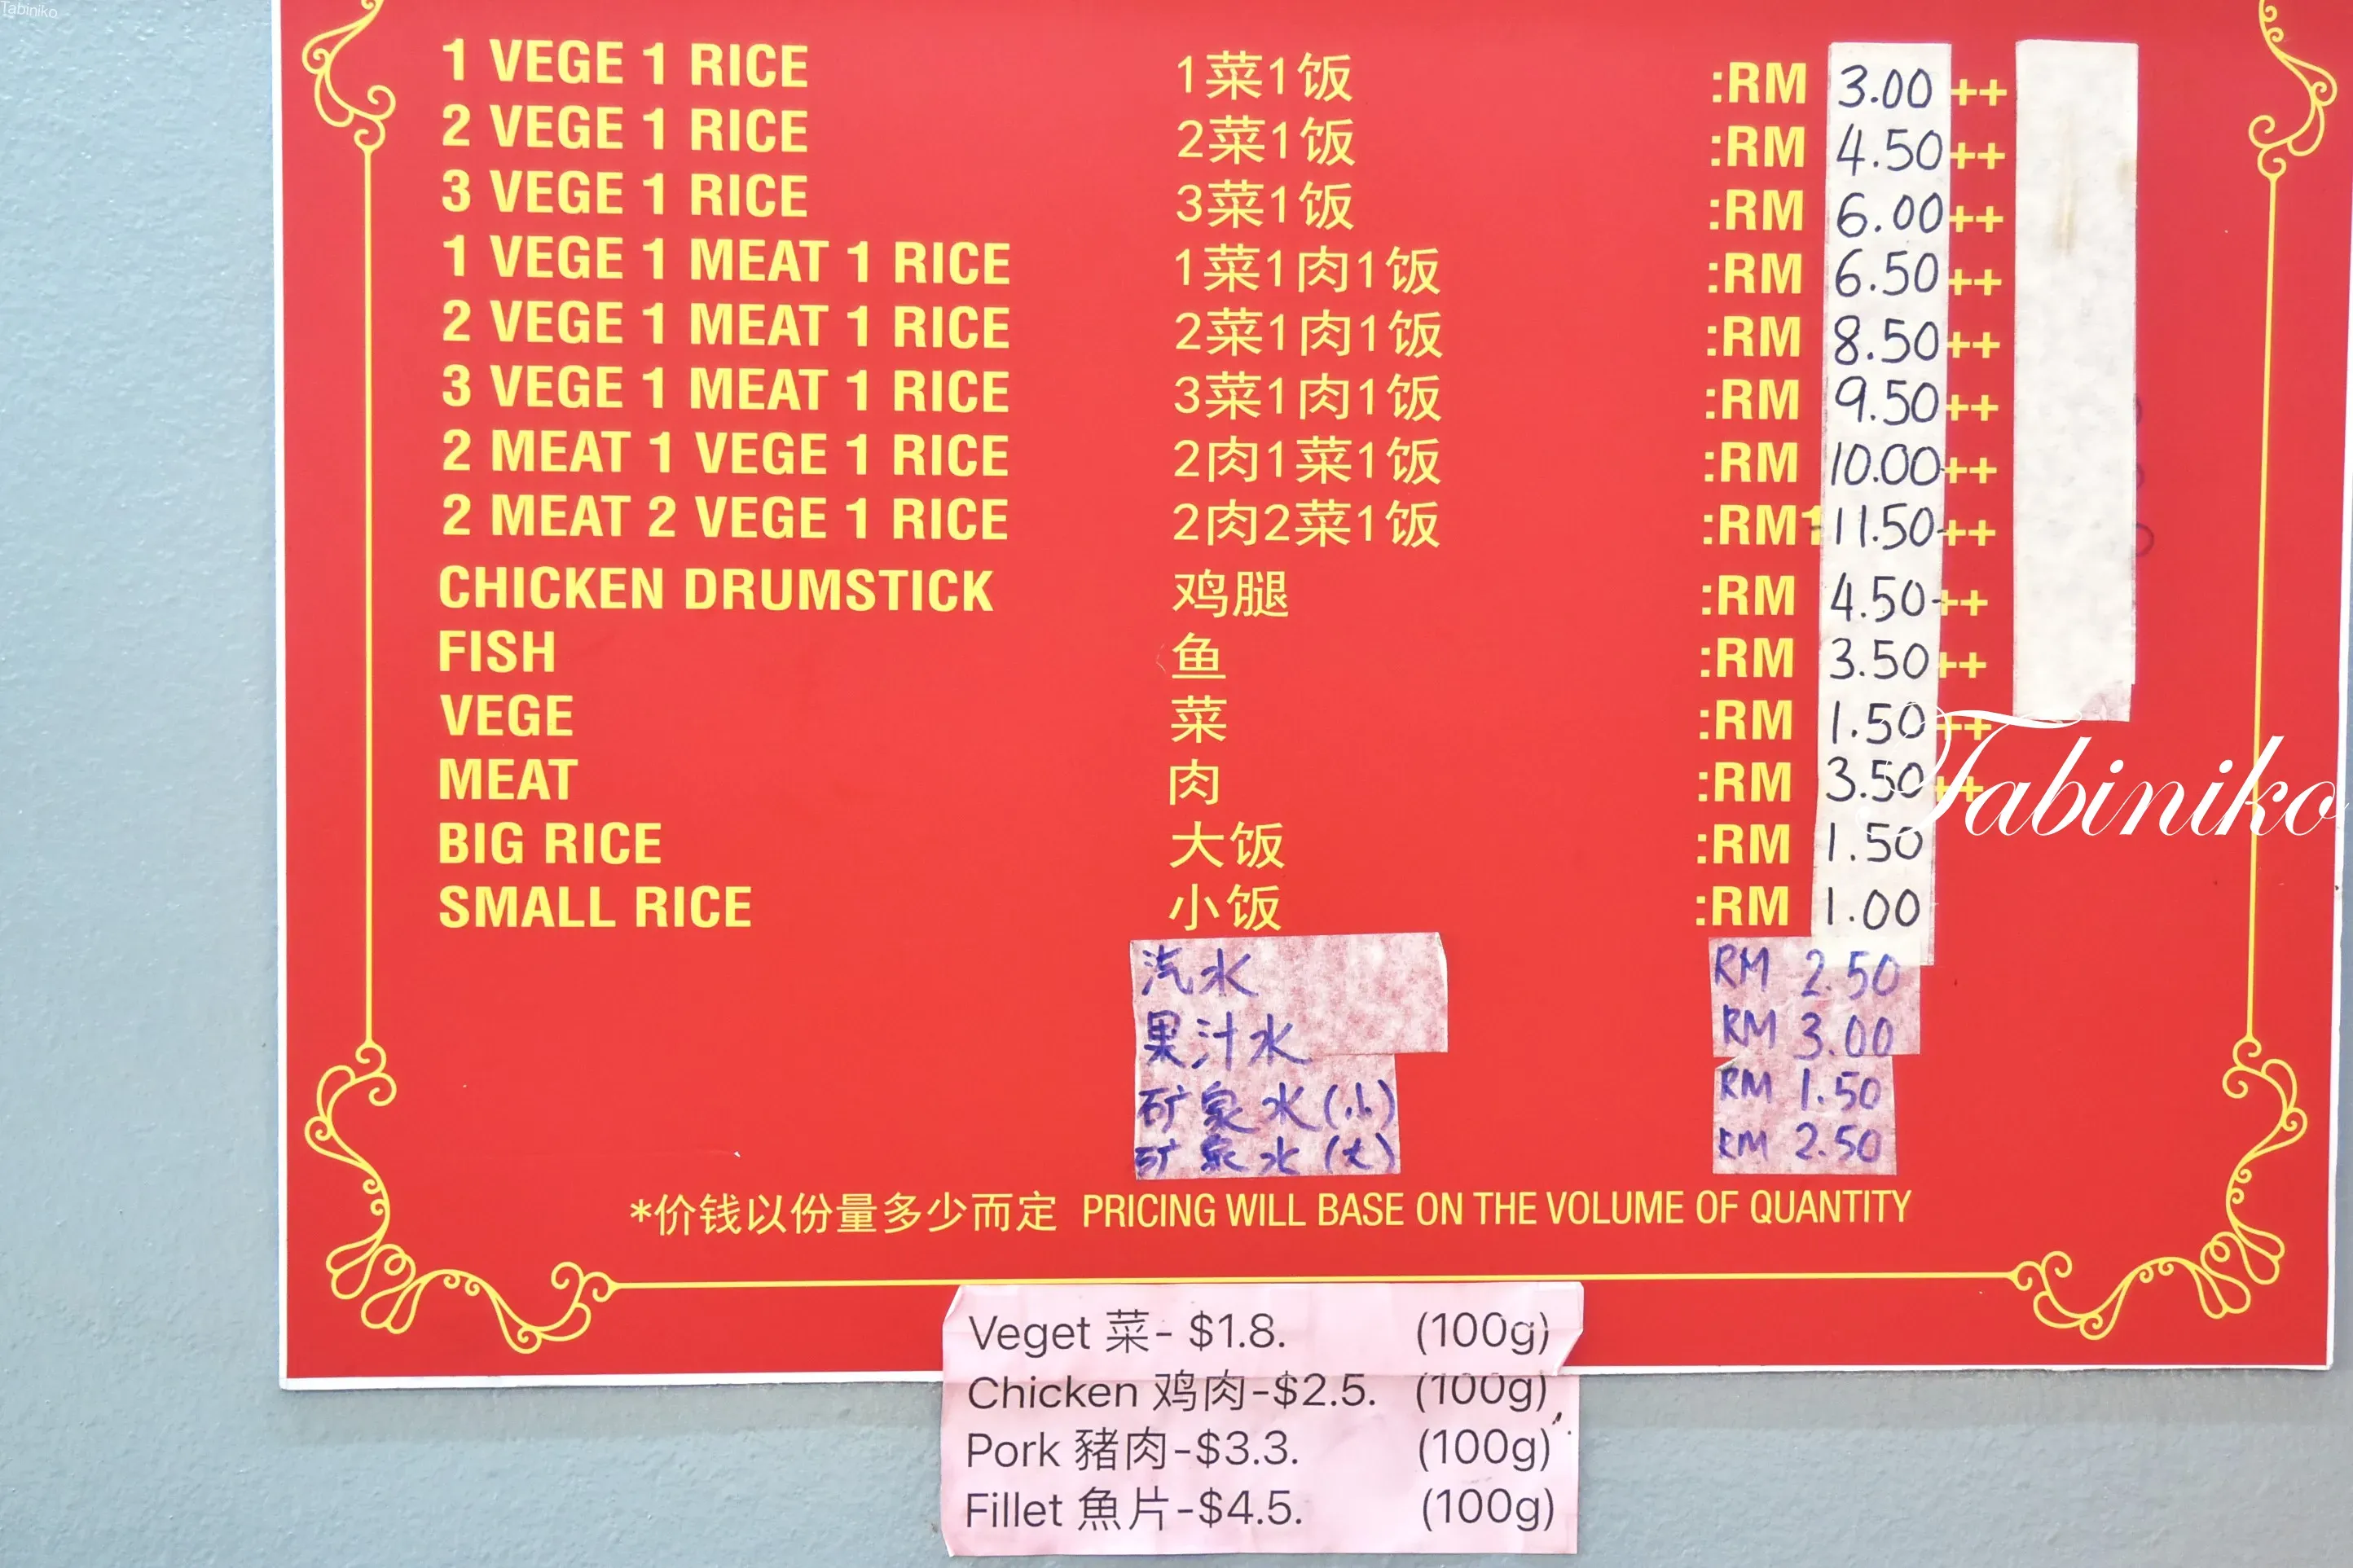 Tabiniko
1 VEGE 1 RICE 1菜1饭 :RM 3.00 ++
2 VEGE 1 RICE 2菜1饭 :RM 4.50 ++
3 VEGE 1 RICE 3菜1饭 :RM 6.00 ++
1 VEGE 1 MEAT 1 RICE 1菜1肉1饭 :RM 6.50 ++
2 VEGE 1 MEAT 1 RICE 2菜1肉1饭 :RM 8.50 ++
3 VEGE 1 MEAT 1 RICE 3菜1肉1饭 :RM 9.50 ++
2 MEAT 1 VEGE 1 RICE 2肉1菜1饭 :RM 10.00 ++
2 MEAT 2 VEGE 1 RICE 2肉2菜1饭 :RM1 11.50 ++
CHICKEN DRUMSTICK 鸡腿 :RM 4.50 ++
FISH 鱼 :RM 3.50 ++
VEGE 菜 :RM 1.50 ++
MEAT 肉 :RM 3.50 ++
Tabiniko
BIG RICE 大饭 :RM 1.50
SMALL RICE 小饭 :RM 1.00
汽水 RM 2.50
果汁水 RM 3.00
矿泉水(小) RM 1.50
矿泉水(大) RM 2.50
*价钱以份量多少而定 PRICING WILL BASE ON THE VOLUME OF QUANTITY
Veget 菜- $1.8. (100g)
Chicken 鸡肉-$2.5. (100g)
Pork 豬肉-$3.3. (100g)
Fillet 魚片-$4.5. (100g)